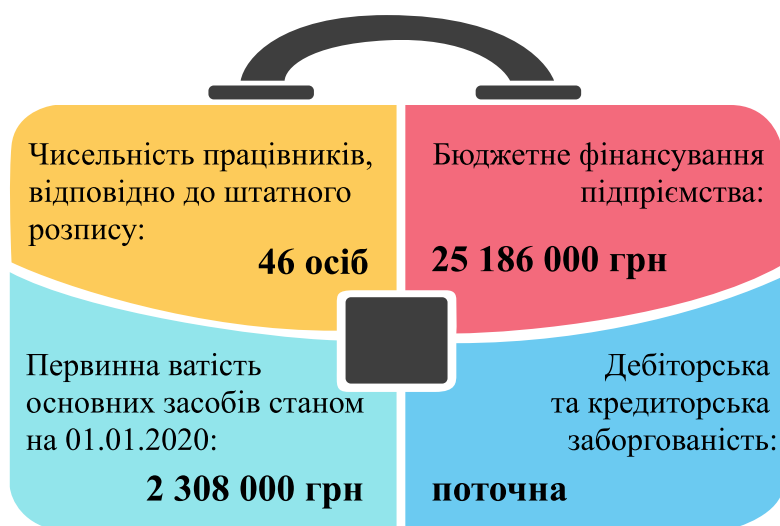 Чисельність працівників,
відповідно до штатного
розпису:
46 осіб
Бюджетне фінансування
підпріємства:
25 186 000 грн
Первинна ватість
основних засобів станом
на 01.01.2020:
2 308 000 грн
Дебіторська
та кредиторська
заборгованість:
поточна